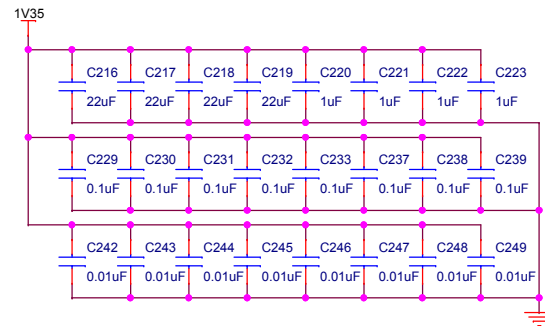 1V35
C216 C217 C218 C219 C220 C221 C222 C223
22uF 22uF 22uF 22uF 1uF 1uF 1uF 1uF
C229 C230 C231 C232 C233 C237 C238 C239
0.1uF 0.1uF 0.1uF 0.1uF 0.1uF 0.1uF 0.1uF 0.1uF
C242 C243 C244 C245 C246 C247 C248 C249
0.01uF 0.01uF 0.01uF 0.01uF 0.01uF 0.01uF 0.01uF 0.01uF